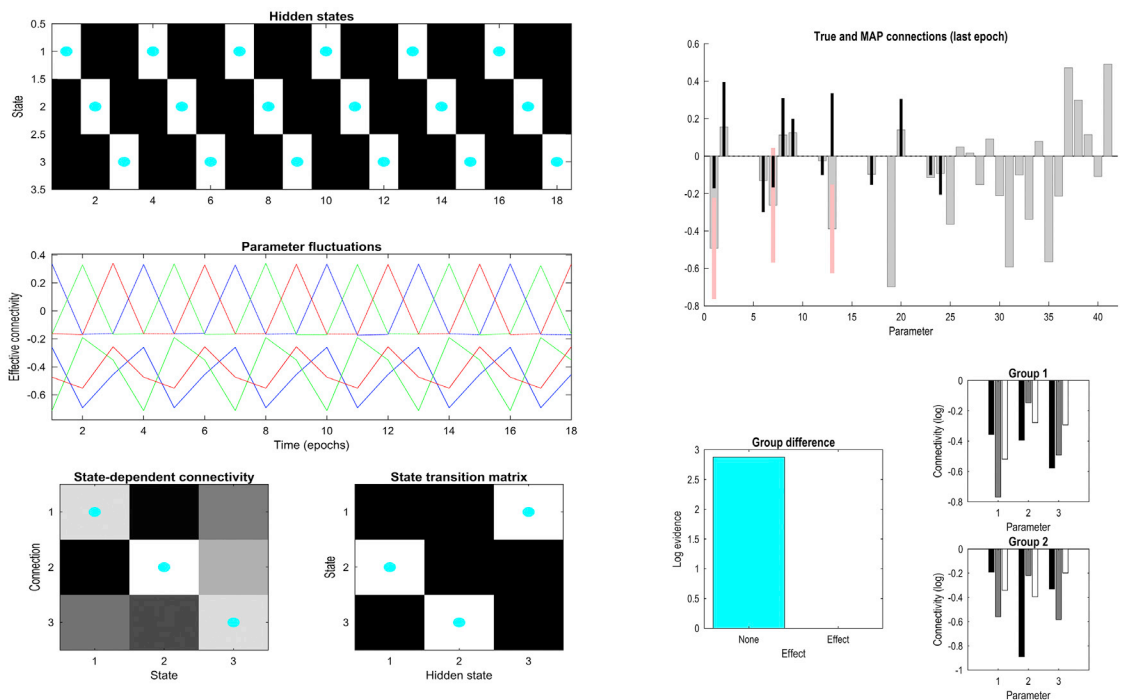 Hidden states
0.5
1
1.5
2
2.5
3
3.5
State
2 4 6 8 10 12 14 16 18
Parameter fluctuations
0.4
0.2
0
-0.2
-0.4
-0.6
Effective connectivity
2 4 6 8 10 12 14 16 18
Time (epochs)
State-dependent connectivity
1
2
3
Connection
1 2 3
State
State transition matrix
1
2
3
State
1 2 3
Hidden state
True and MAP connections (last epoch)
0.8
0.6
0.4
0.2
0
-0.2
-0.4
-0.6
-0.8
0 5 10 15 20 25 30 35 40
Parameter
Group difference
3
2.5
2
1.5
1
0.5
0
Log evidence
None Effect
Effect
Group 1
0
-0.2
-0.4
-0.6
-0.8
Connectivity (log)
1 2 3
Parameter
Group 2
0
-0.2
-0.4
-0.6
-0.8
-1
Connectivity (log)
1 2 3
Parameter